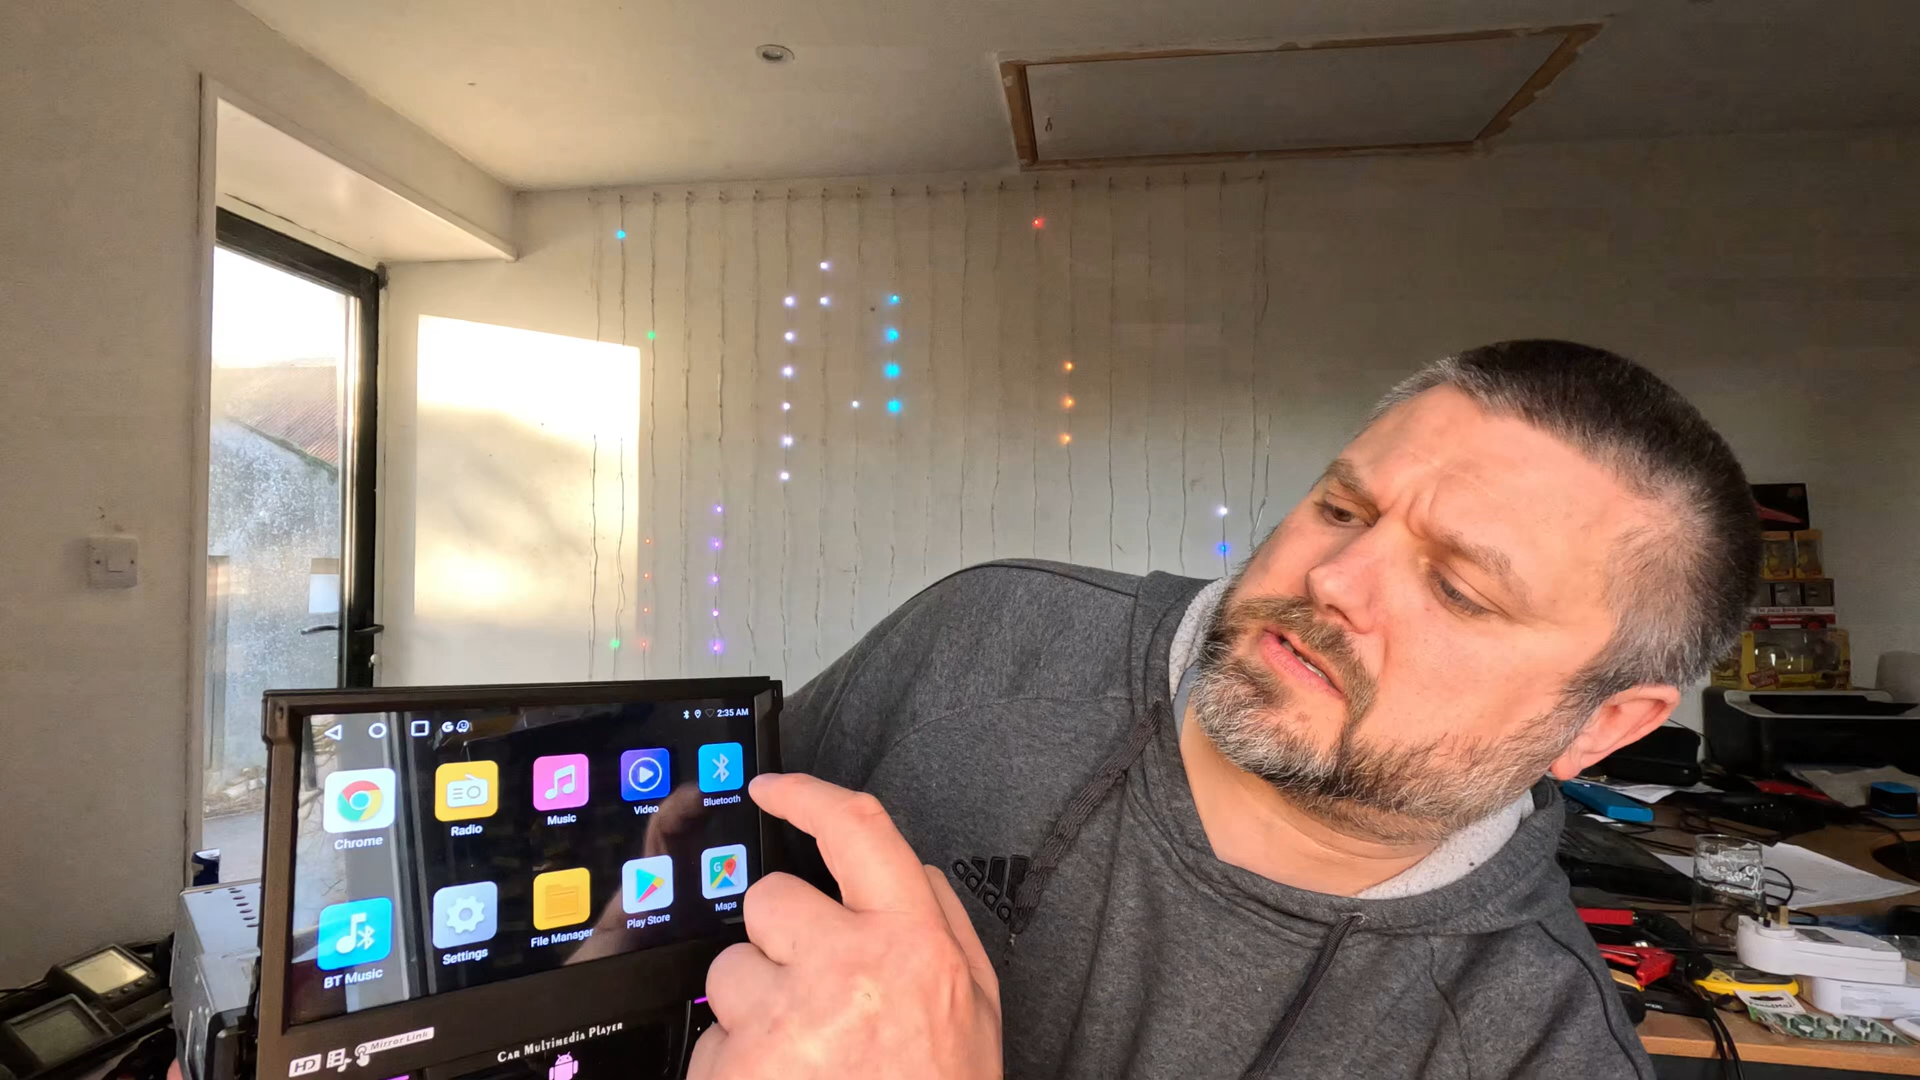 G
2:35 AM
Chrome
Radio
Music
Video
Bluetooth
BT Music
Settings
File Manager
Play Store
G
Maps
HD
Mirror Link
Car Multimedia Player
adidas